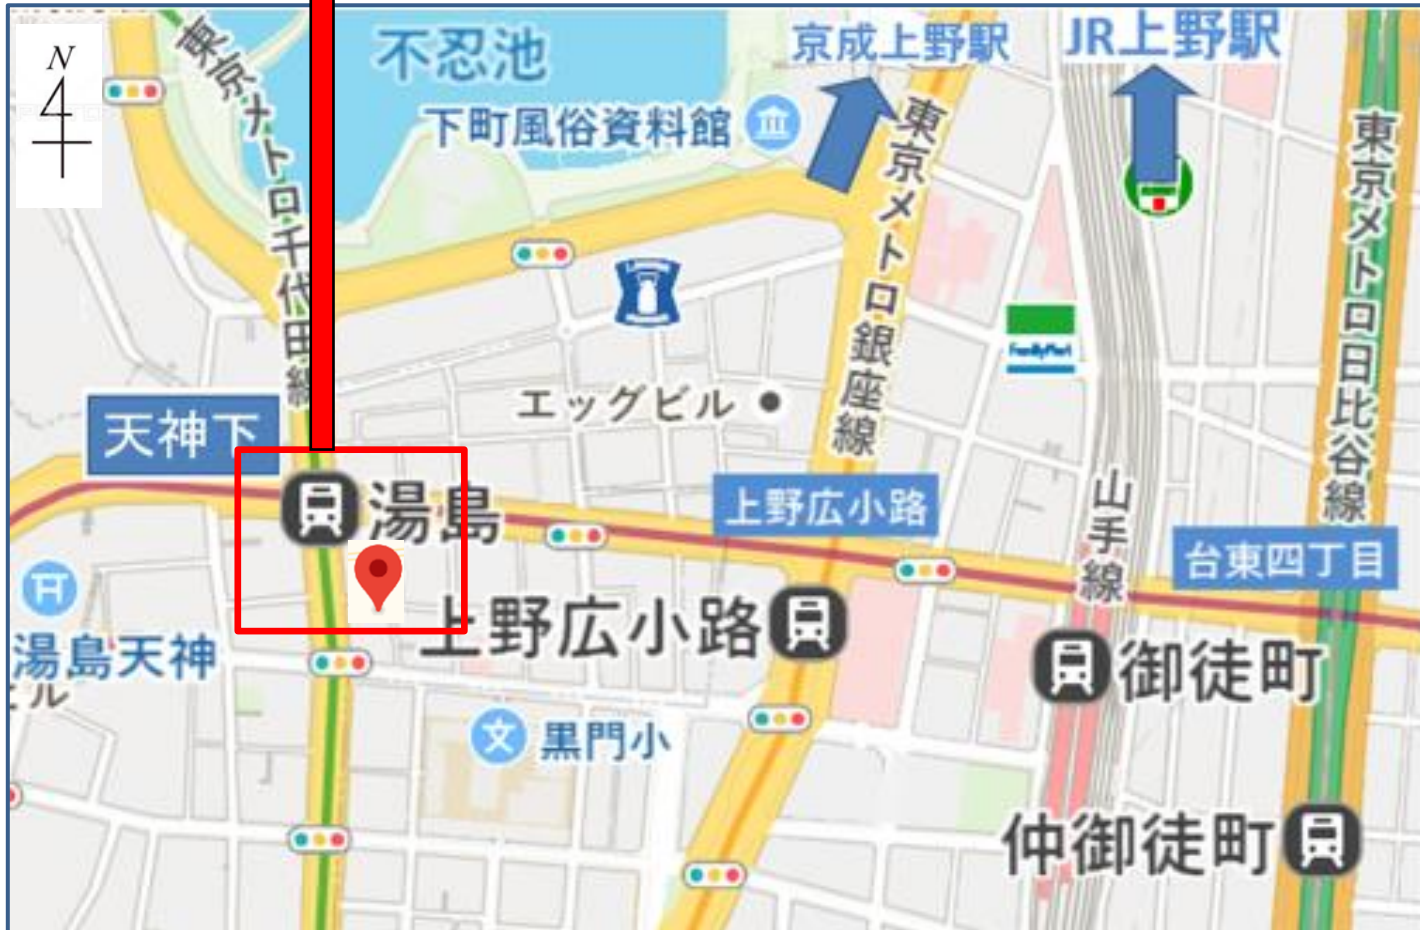 N
不忍池
京成上野駅
JR上野駅
下町風俗資料館
東京メトロ千代田線
東京メトロ銀座線
東京メトロ日比谷線
FamilyMart
エッグビル
天神下
湯島
上野広小路
山手線
台東四丁目
上野広小路
御徒町
湯島天神
ビル
文
黒門小
仲御徒町